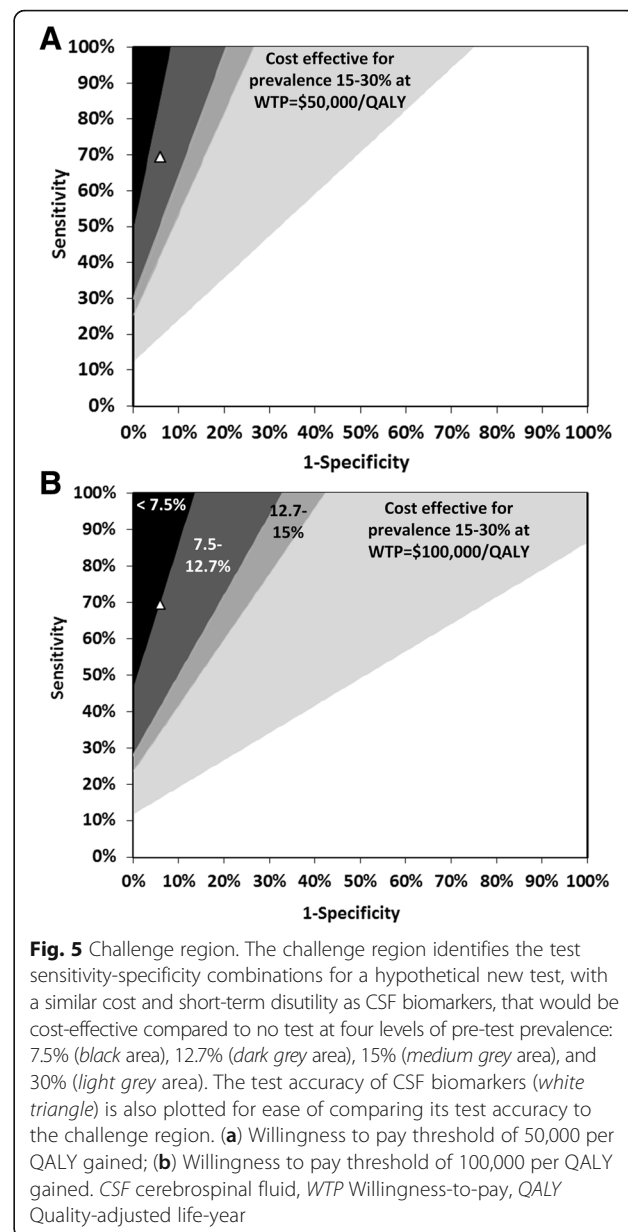 A
Cost effective for
prevalence 15-30% at
WTP=$50,000/QALY
100%
90%
80%
70%
60%
50%
40%
30%
20%
10%
0%
Sensitivity
0% 10% 20% 30% 40% 50% 60% 70% 80% 90% 100%
1-Specificity
B
< 7.5%
7.5-
12.7%
12.7-
15%
Cost effective for
prevalence 15-30% at
WTP=$100,000/QALY
100%
90%
80%
70%
60%
50%
40%
30%
20%
10%
0%
Sensitivity
0% 10% 20% 30% 40% 50% 60% 70% 80% 90% 100%
1-Specificity
Fig. 5 Challenge region. The challenge region identifies the test
sensitivity-specificity combinations for a hypothetical new test, with
a similar cost and short-term disutility as CSF biomarkers, that would be
cost-effective compared to no test at four levels of pre-test prevalence:
7.5% (black area), 12.7% (dark grey area), 15% (medium grey area), and
30% (light grey area). The test accuracy of CSF biomarkers (white
triangle) is also plotted for ease of comparing its test accuracy to
the challenge region. (a) Willingness to pay threshold of 50,000 per
QALY gained; (b) Willingness to pay threshold of 100,000 per QALY
gained. CSF cerebrospinal fluid, WTP Willingness-to-pay, QALY
Quality-adjusted life-year